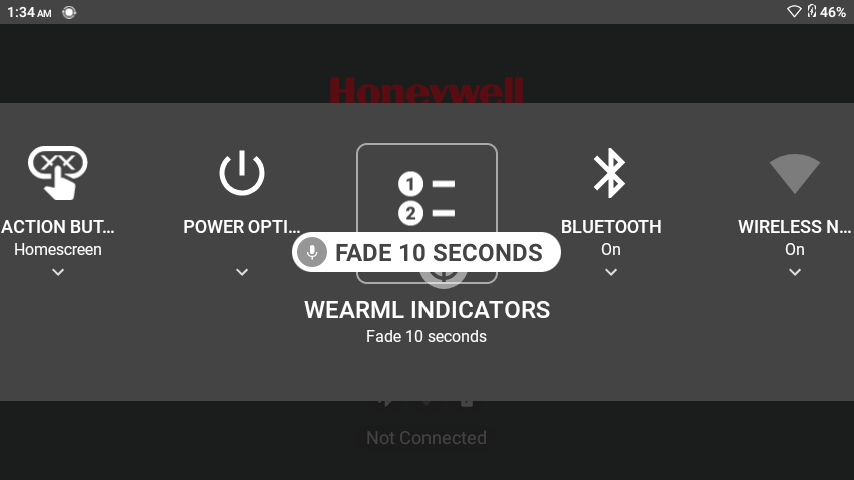 1:34 AM
46%
Honeywell
1
2
ACTION BUT...
Homescreen
POWER OPTI...
FADE 10 SECONDS
BLUETOOTH
On
WIRELESS N...
On
WEARML INDICATORS
Fade 10 seconds
Not Connected